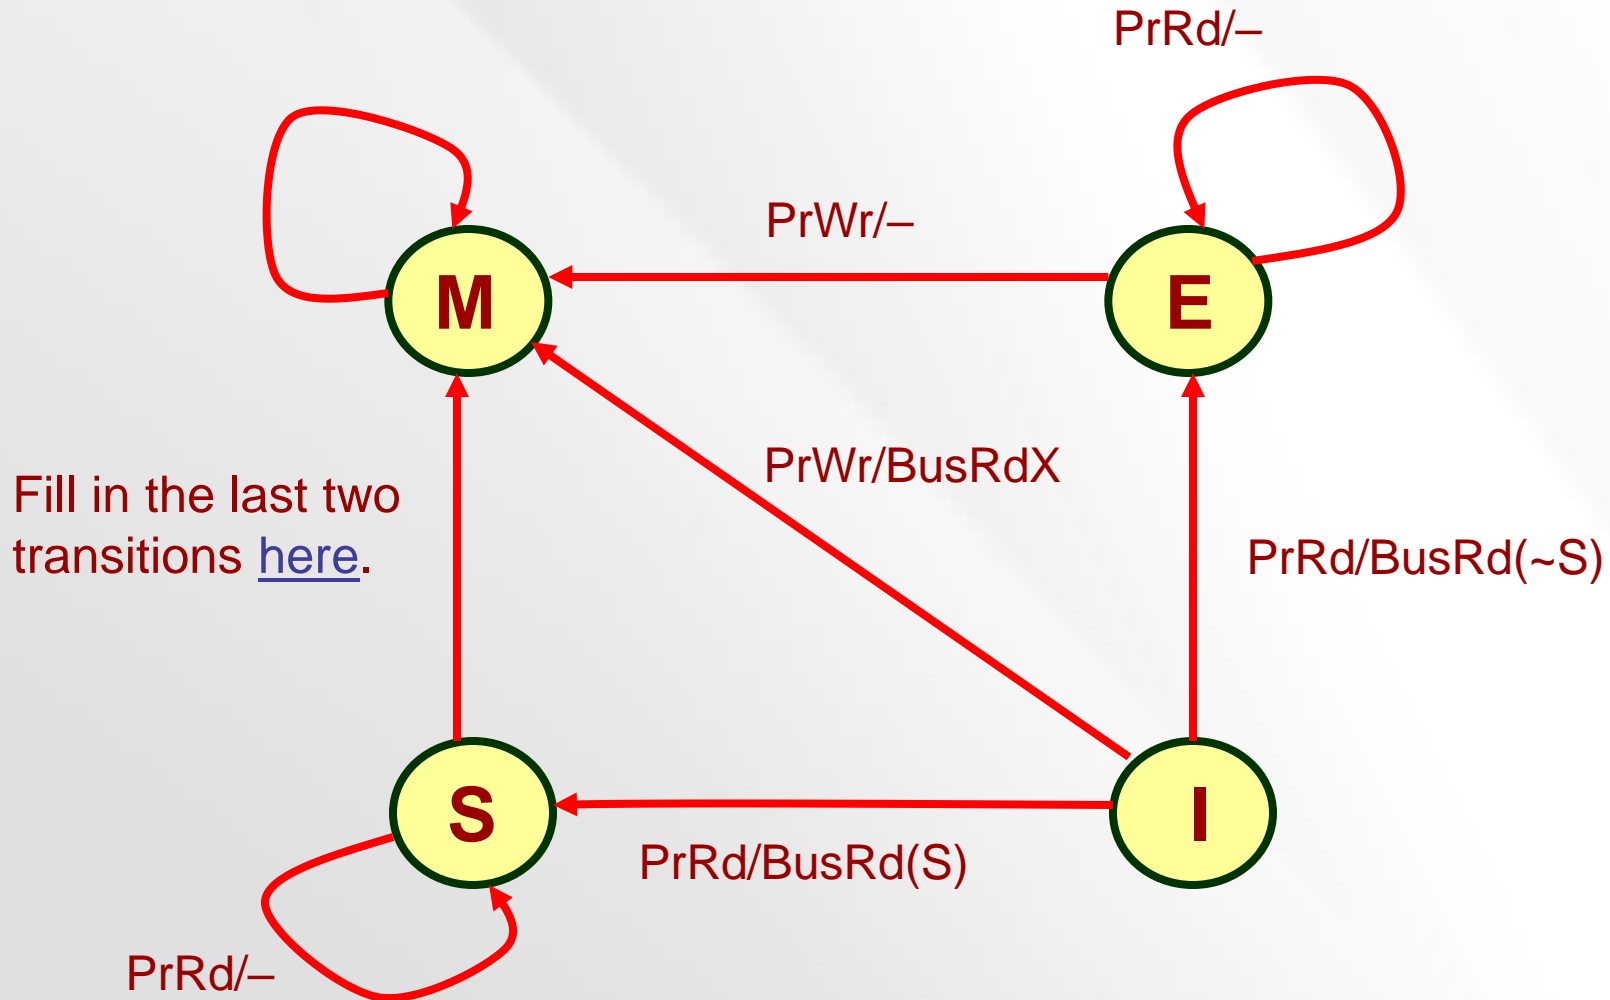 PrRd/–
PrWr/–
M
E
PrWr/BusRdX
Fill in the last two
transitions here.
PrRd/BusRd(~S)
S
I
PrRd/BusRd(S)
PrRd/–